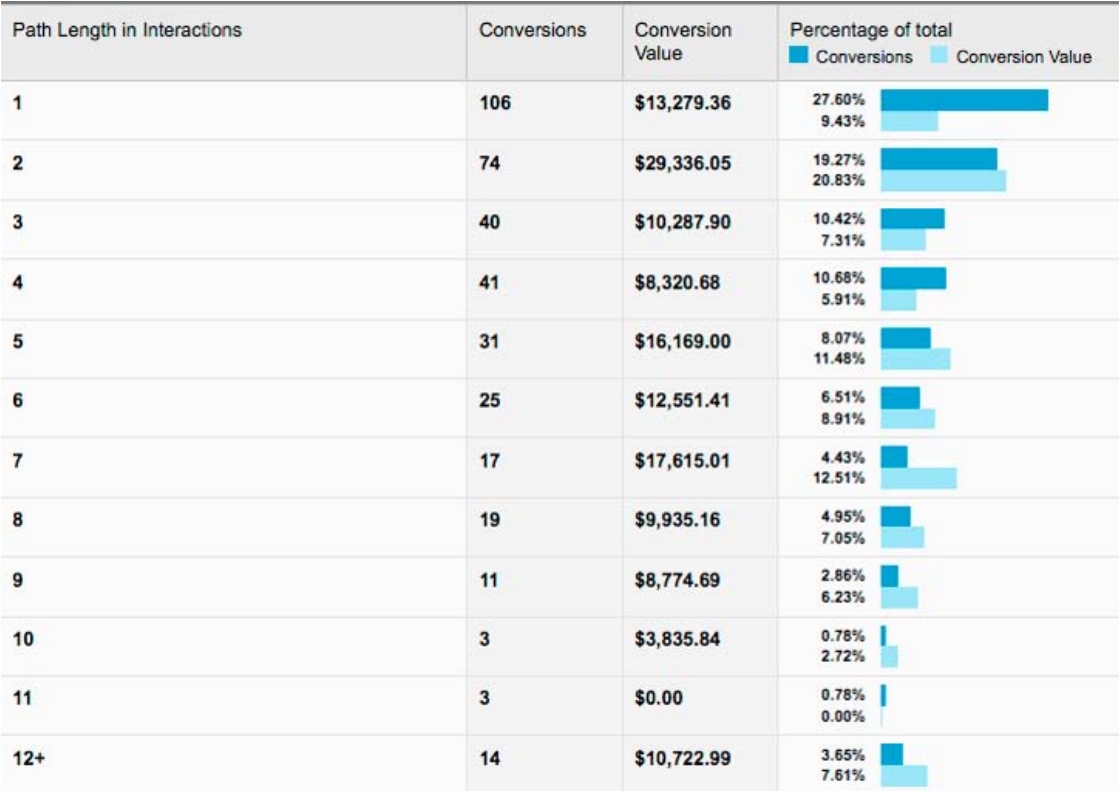 Path Length in Interactions Conversions Conversion Value Percentage of total
Conversions Conversion Value
1 106 $13,279.36 27.60%
9.43%
2 74 $29,336.05 19.27%
20.83%
3 40 $10,287.90 10.42%
7.31%
4 41 $8,320.68 10.68%
5.91%
5 31 $16,169.00 8.07%
11.48%
6 25 $12,551.41 6.51%
8.91%
7 17 $17,615.01 4.43%
12.51%
8 19 $9,935.16 4.95%
7.05%
9 11 $8,774.69 2.86%
6.23%
10 3 $3,835.84 0.78%
2.72%
11 3 $0.00 0.78%
0.00%
12+ 14 $10,722.99 3.65%
7.61%